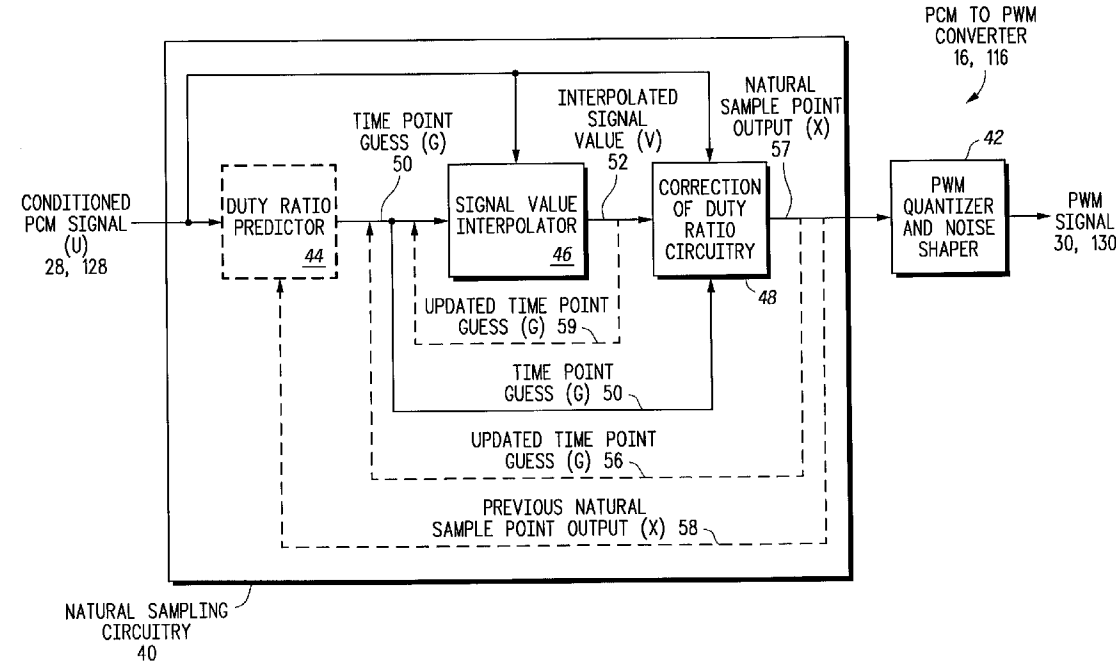 PCM TO PWM
CONVERTER
16, 116
CONDITIONED
PCM SIGNAL
(U)
28, 128
DUTY RATIO
PREDICTOR
44
TIME POINT
GUESS (G)
50
SIGNAL VALUE
INTERPOLATOR
46
INTERPOLATED
SIGNAL
VALUE (V)
52
CORRECTION
OF DUTY
RATIO
CIRCUITRY
48
NATURAL
SAMPLE POINT
OUTPUT (X)
57
42
PWM
QUANTIZER
AND NOISE
SHAPER
PWM
SIGNAL
30, 130
UPDATED TIME POINT
GUESS (G) 59
TIME POINT
GUESS (G) 50
UPDATED TIME POINT
GUESS (G) 56
PREVIOUS NATURAL
SAMPLE POINT OUTPUT (X) 58
NATURAL SAMPLING
CIRCUITRY
40